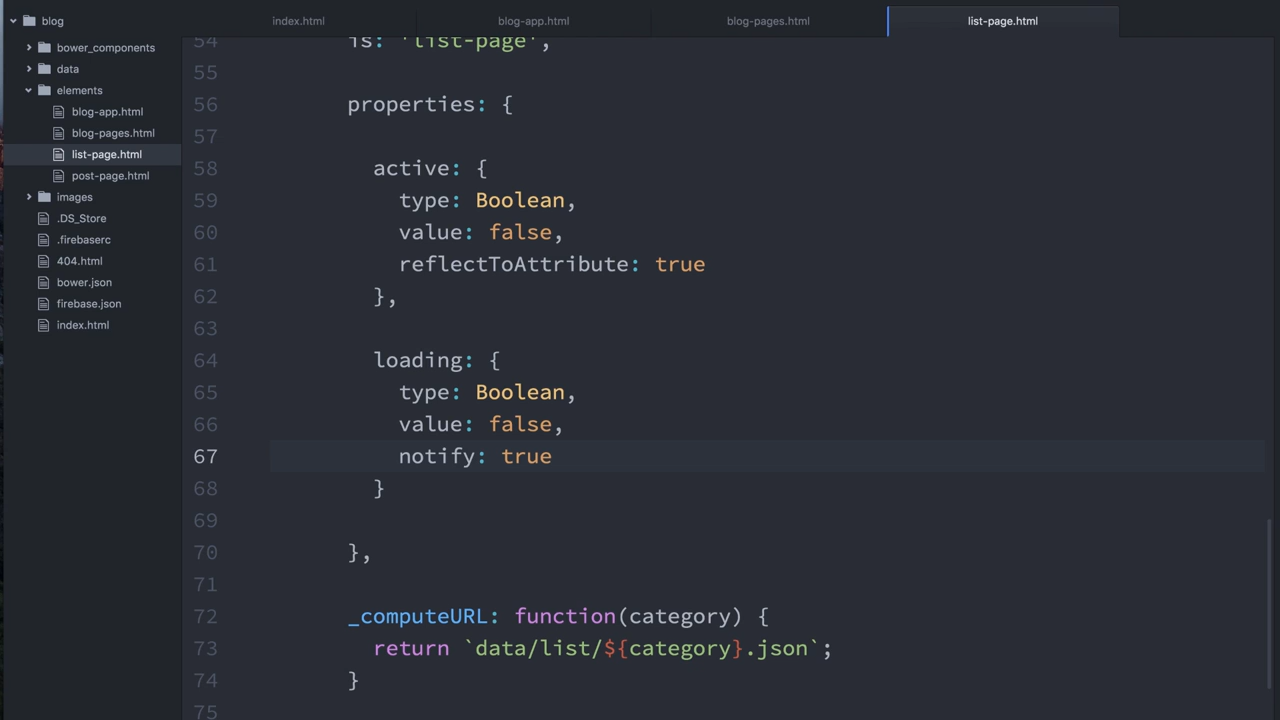 blog
bower_components
data
elements
blog-app.html
blog-pages.html
list-page.html
post-page.html
images
.DS_Store
.firebaserc
404.html
bower.json
firebase.json
index.html
index.html blog-app.html blog-pages.html list-page.html
54 is: 'list-page',
55
56 properties: {
57
58 active: {
59 type: Boolean,
60 value: false,
61 reflectToAttribute: true
62 },
63
64 loading: {
65 type: Boolean,
66 value: false,
67 notify: true
68 }
69
70 },
71
72 _computeURL: function(category) {
73 return `data/list/${category}.json`;
74 }
75